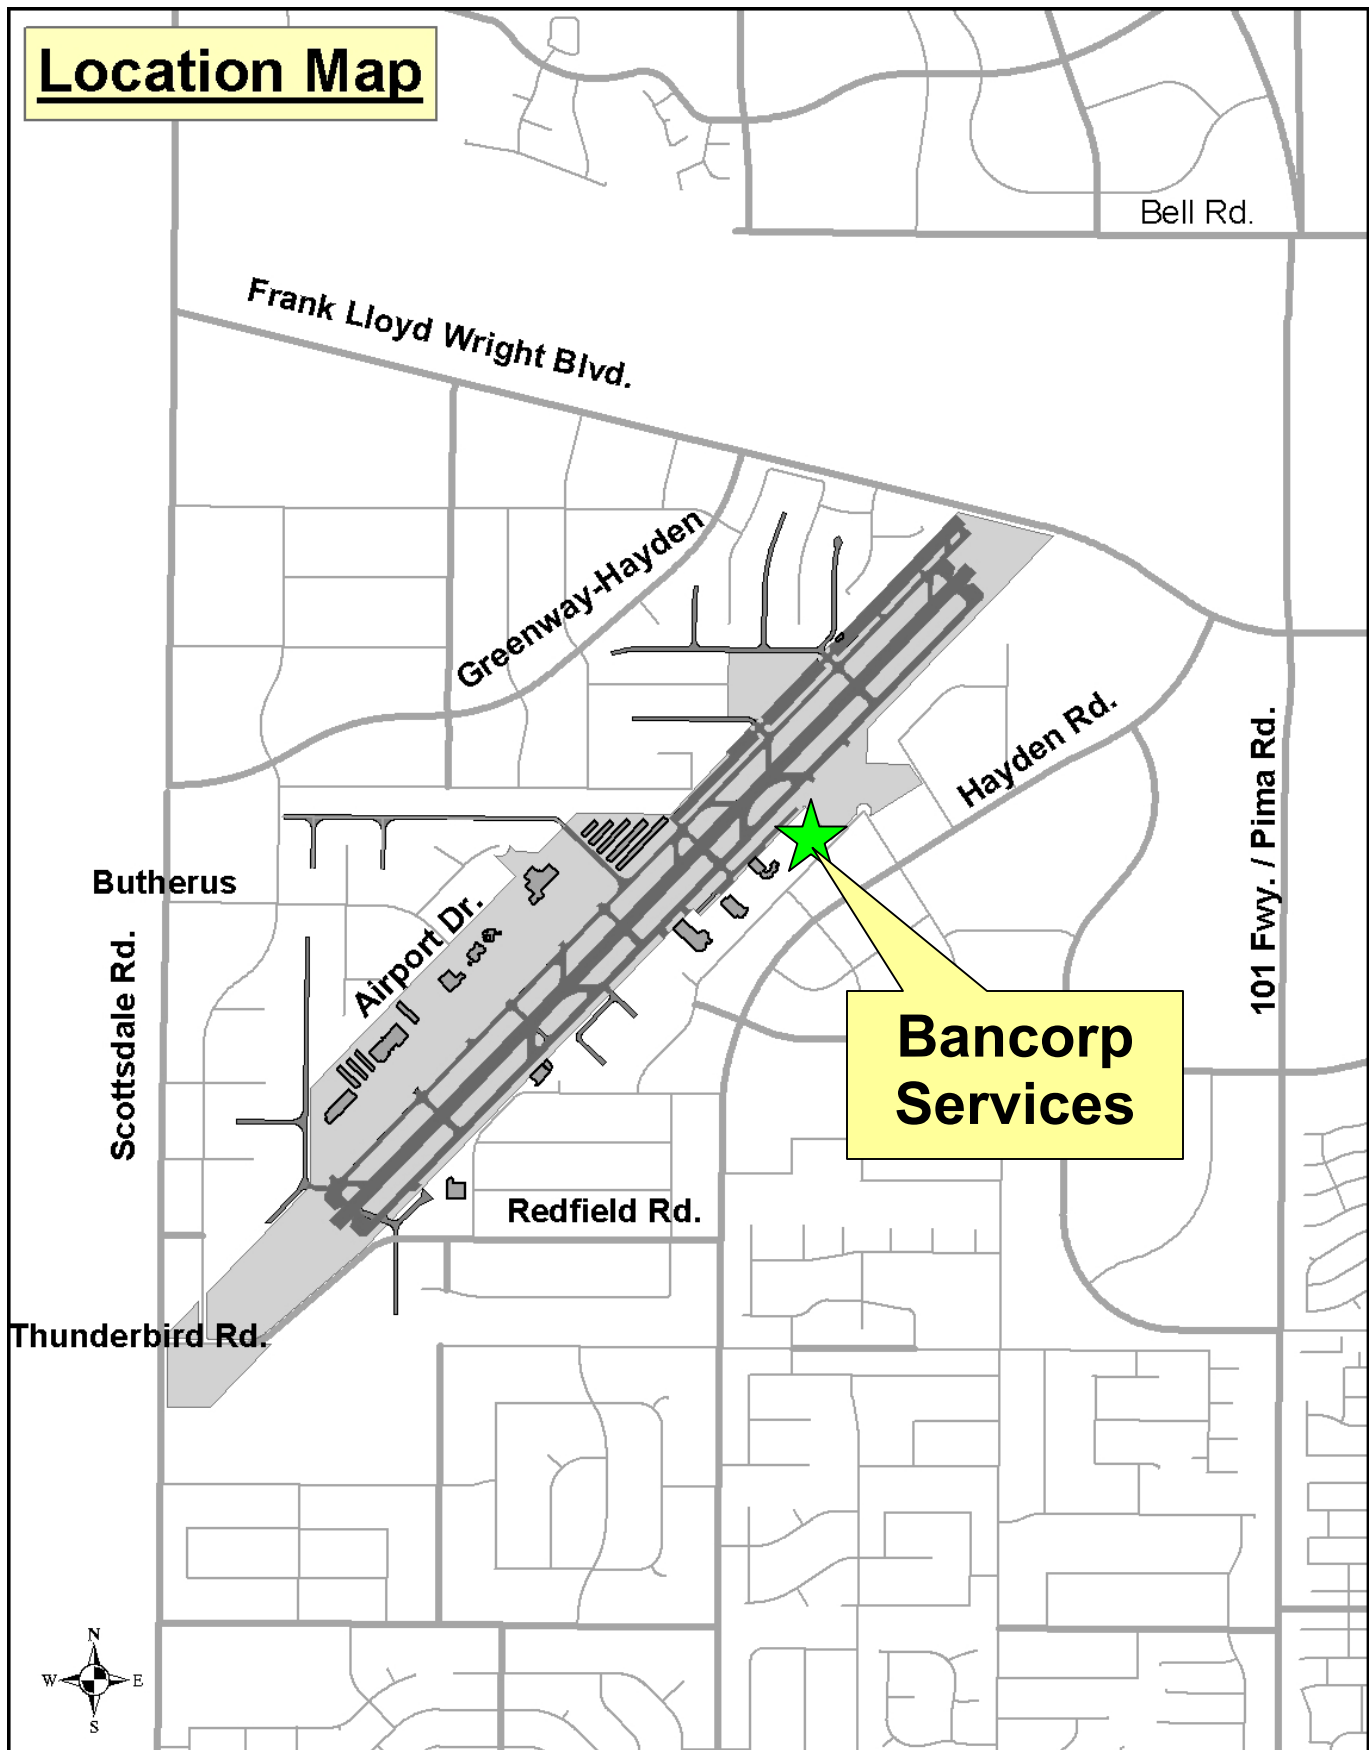 Location Map
Bell Rd.
Frank Lloyd Wright Blvd.
Greenway-Hayden
Hayden Rd.
101 Fwy. / Pima Rd.
Butherus
Airport Dr.
Scottsdale Rd.
Bancorp
Services
Redfield Rd.
Thunderbird Rd.
N
W E
S